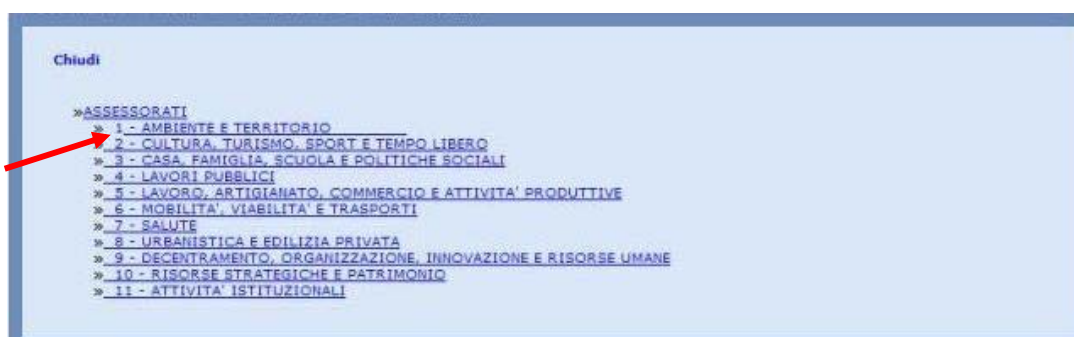 Chiudi
»ASSESSORATI
» 1 - AMBIENTE E TERRITORIO
» 2 - CULTURA, TURISMO, SPORT E TEMPO LIBERO
» 3 - CASA, FAMIGLIA, SCUOLA E POLITICHE SOCIALI
» 4 - LAVORI PUBBLICI
» 5 - LAVORO, ARTIGIANATO, COMMERCIO E ATTIVITA' PRODUTTIVE
» 6 - MOBILITA', VIABILITA' E TRASPORTI
» 7 - SALUTE
» 8 - URBANISTICA E EDILIZIA PRIVATA
» 9 - DECENTRAMENTO, ORGANIZZAZIONE, INNOVAZIONE E RISORSE UMANE
» 10 - RISORSE STRATEGICHE E PATRIMONIO
» 11 - ATTIVITA' ISTITUZIONALI